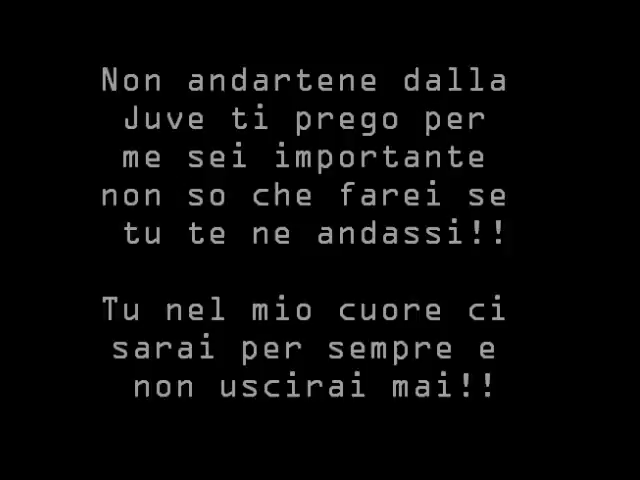 Non andartene dalla
Juve ti prego per
me sei importante
non so che farei se
tu te ne andassi!!
Tu nel mio cuore ci
sarai per sempre e
non uscirai mai!!